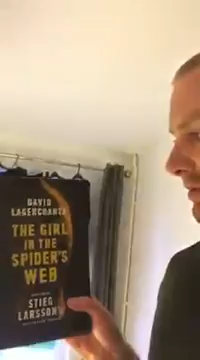 DAVID
LAGERCRANTZ
THE GIRL
IN THE
SPIDER'S
WEB
STIEG
LARSSON